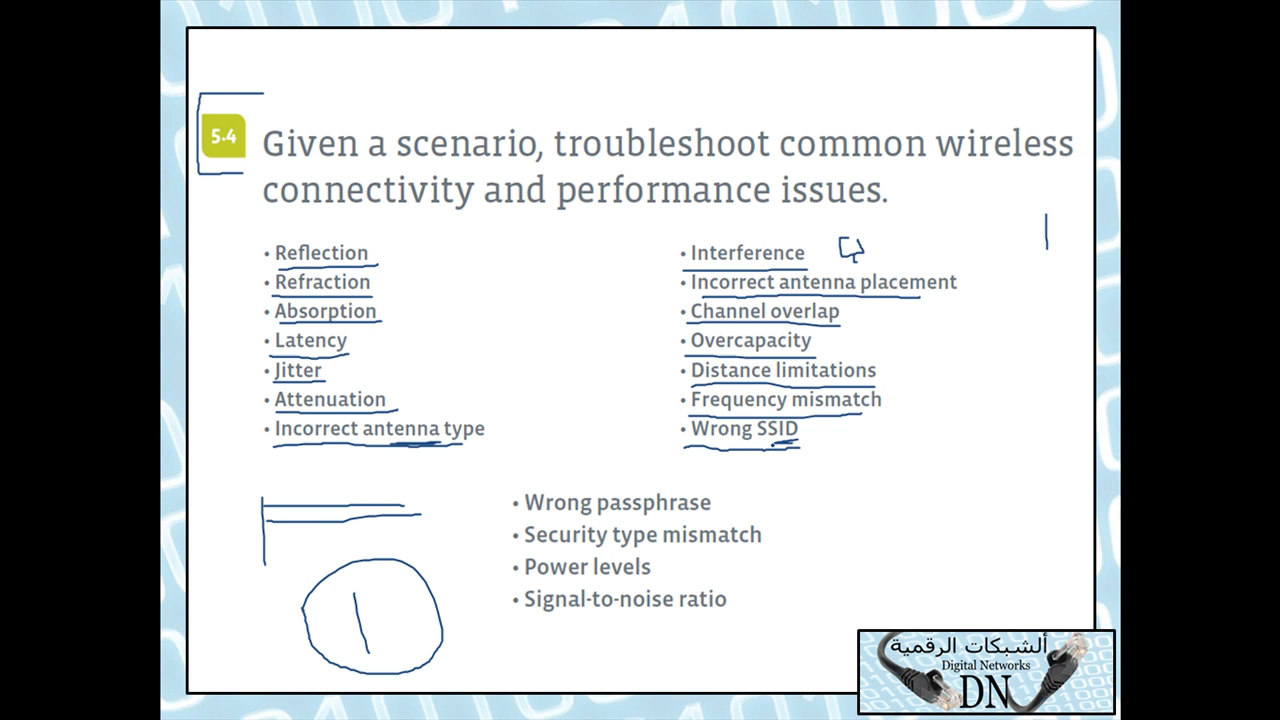 5.4
Given a scenario, troubleshoot common wireless
connectivity and performance issues.
• Reflection
• Refraction
• Absorption
• Latency
• Jitter
• Attenuation
• Incorrect antenna type
• Interference
• Incorrect antenna placement
• Channel overlap
• Overcapacity
• Distance limitations
• Frequency mismatch
• Wrong SSID
• Wrong passphrase
• Security type mismatch
• Power levels
• Signal-to-noise ratio
ألشبكات الرقمية
Digital Networks
DN